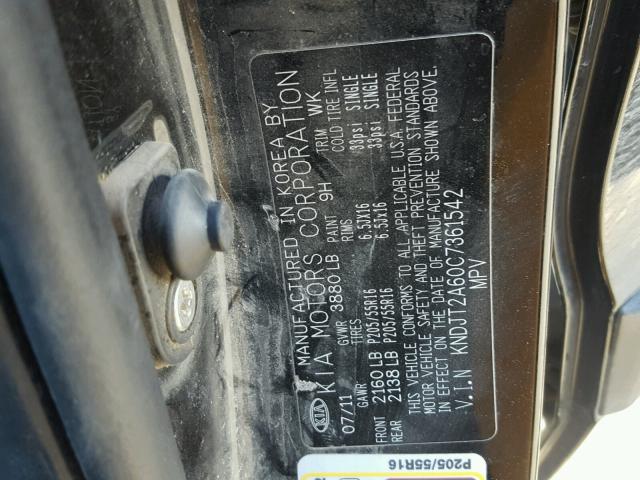 KIA
MANUFACTURED IN KOREA BY
KIA MOTORS CORPORATION
07/11 GVWR 3880 LB PAINT 9H TRIM WK
GAWR TIRES RIMS COLD TIRE INFL
FRONT 2160 LB P205/55R16 6.5JX16 33psi SINGLE
REAR 2138 LB P205/55R16 6.5Jx16 33psi SINGLE
THIS VEHICLE CONFORMS TO ALL APPLICABLE U.S.A. FEDERAL
MOTOR VEHICLE SAFETY AND THEFT PREVENTION STANDARDS
IN EFFECT ON THE DATE OF MANUFACTURE SHOWN ABOVE.
V.I.N KNDJT2A60C7361542
MPV
P205/55R16